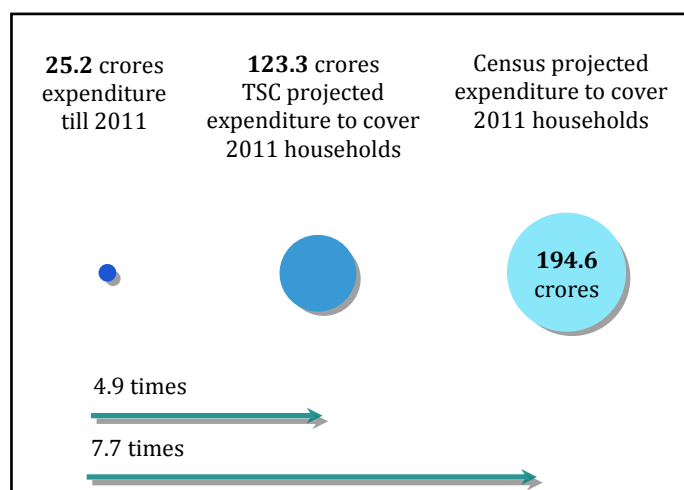 25.2 crores
expenditure
till 2011
123.3 crores
TSC projected
expenditure to cover
2011 households
Census projected
expenditure to cover
2011 households
194.6
crores
4.9 times
7.7 times